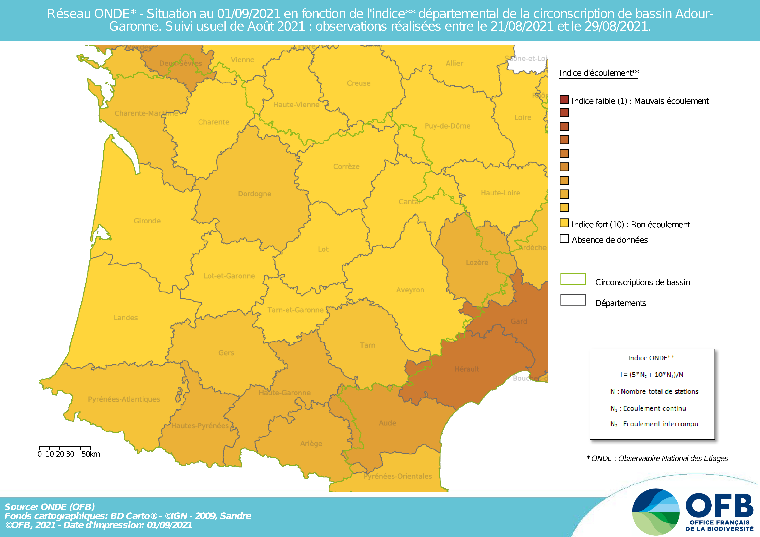 Réseau ONDE* - Situation au 01/09/2021 en fonction de l'indice** départemental de la circonscription de bassin Adour-
Garonne. Suivi usuel de Août 2021 : observations réalisées entre le 21/08/2021 et le 29/08/2021.
Deux-Sèvres
Vienne
Allier
Creuse
Haute-Vienne
Charente
Puy-de-Dôme
Loire
Corrèze
Dordogne
Cantal
Haute-Loire
Gironde
Lot
Lozère
Ardèche
Lot-et-Garonne
Aveyron
Tarn-et-Garonne
Landes
Gard
Gers
Tarn
Hérault
Pyrénées-Atlantiques
Haute-Garonne
Hautes-Pyrénées
Aude
Ariège
Pyrénées-Orientales
0 10 20 30 50km
Indice d'écoulement**
Indice faible (1) : Mauvais écoulement
Indice fort (10) : Bon écoulement
Absence de données
Circonscriptions de bassin
Départements
Indice ONDE**
N : Nombre total de stations
: Ecoulement continu
: Ecoulement interrompu
* ONDE : Observatoire National des Etiages
Source: ONDE (OFB)
Fonds cartographiques: BD Carto® - ©IGN - 2009, Sandre
©OFB, 2021 - Date d'impression: 01/09/2021
OFB
OFFICE FRANÇAIS
DE LA BIODIVERSITÉ